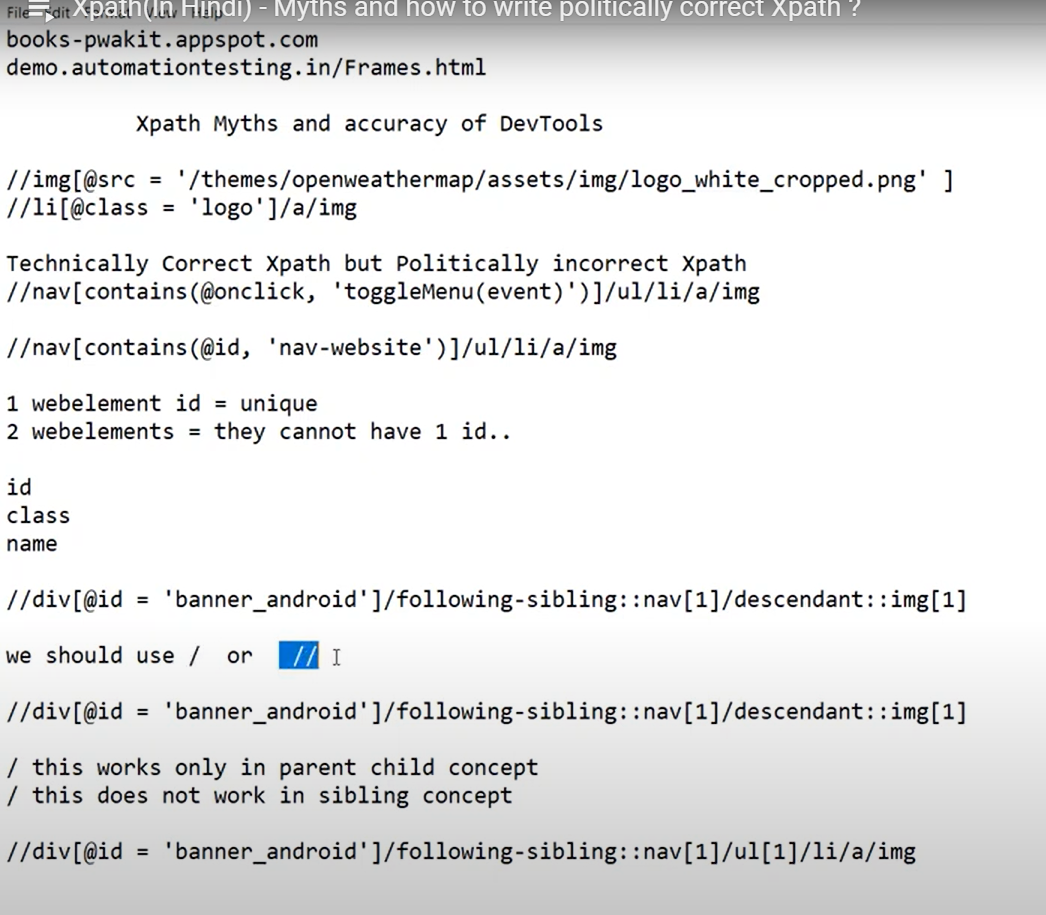 Xpath(In Hindi) - Myths and how to write politically correct Xpath ?
File Edit Format View Help
books-pwakit.appspot.com
demo.automationtesting.in/Frames.html
Xpath Myths and accuracy of DevTools
//img[@src = '/themes/openweathermap/assets/img/logo_white_cropped.png' ]
//li[@class = 'logo']/a/img
Technically Correct Xpath but Politically incorrect Xpath
//nav[contains(@onclick, 'toggleMenu(event)')]/ul/li/a/img
//nav[contains(@id, 'nav-website')]/ul/li/a/img
1 webelement id = unique
2 webelements = they cannot have 1 id..
id
class
name
//div[@id = 'banner_android']/following-sibling::nav[1]/descendant::img[1]
we should use / or //
//div[@id = 'banner_android']/following-sibling::nav[1]/descendant::img[1]
/ this works only in parent child concept
/ this does not work in sibling concept
//div[@id = 'banner_android']/following-sibling::nav[1]/ul[1]/li/a/img